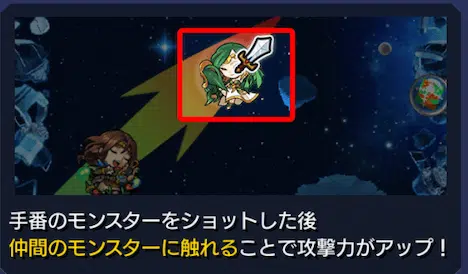 手番のモンスターをショットした後
仲間のモンスターに触れることで攻撃力がアップ！